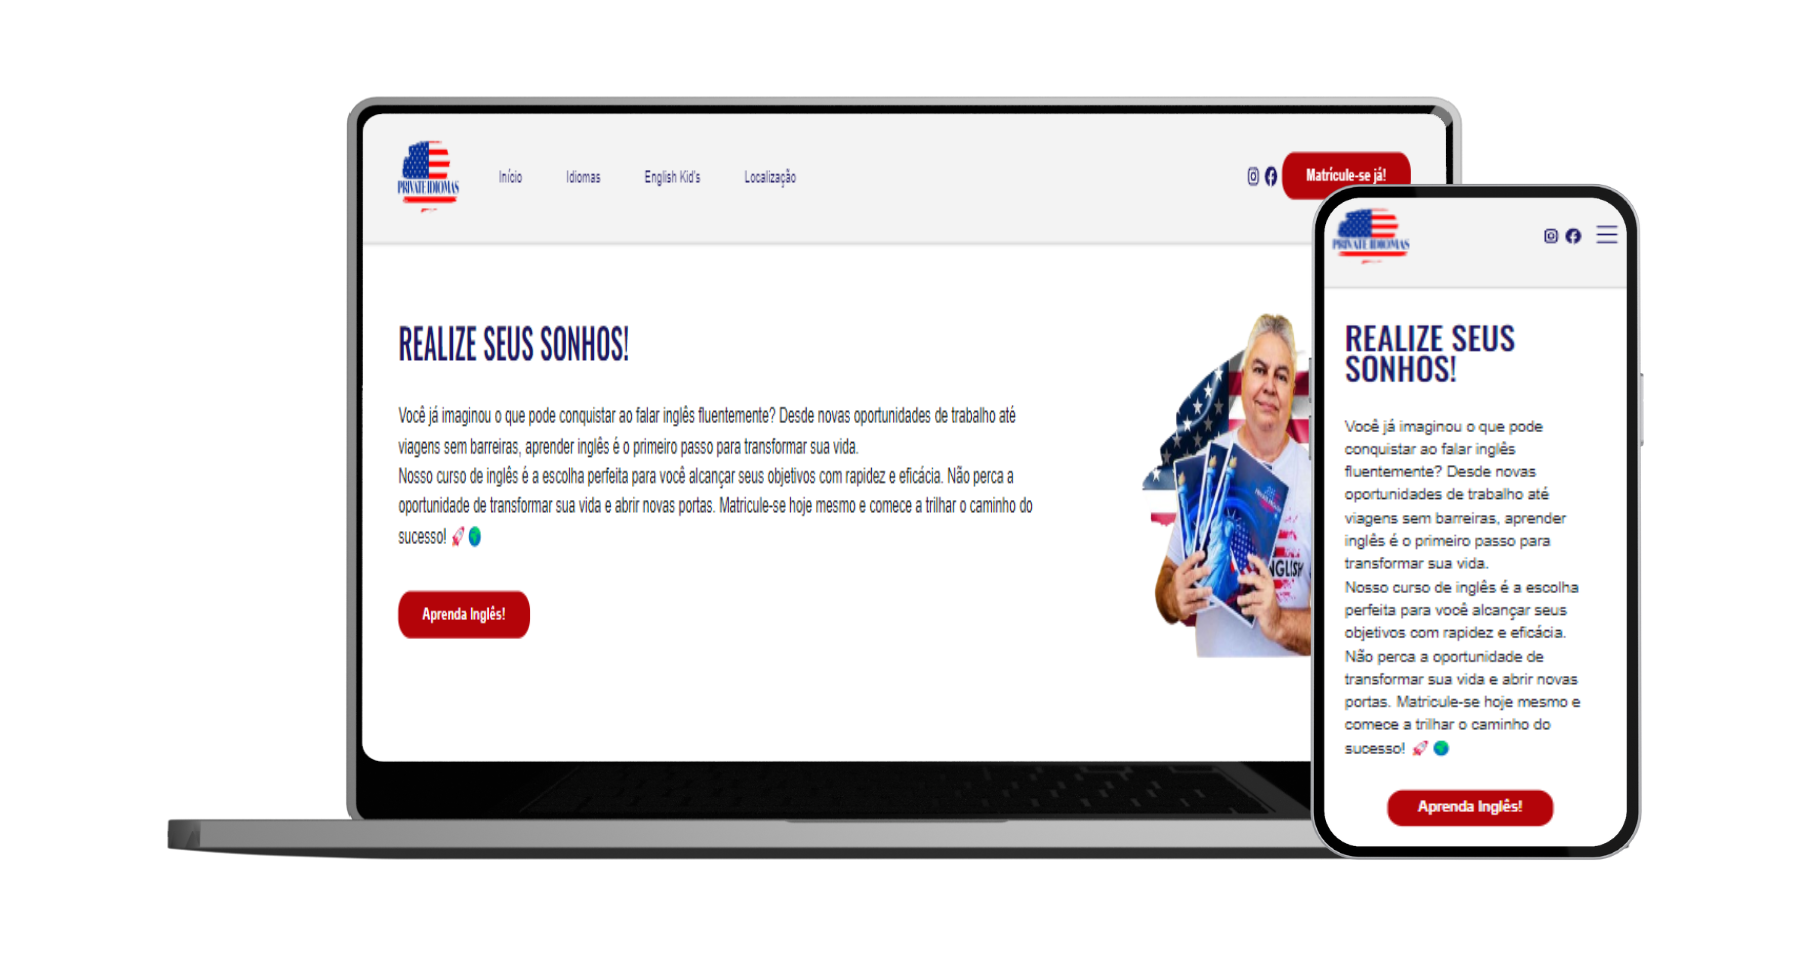 PRIVATE IDIOMAS
Início
Idiomas
English Kid's
Localização
Matrícule-se já!
REALIZE SEUS SONHOS!
Você já imaginou o que pode conquistar ao falar inglês fluentemente? Desde novas oportunidades de trabalho até
viagens sem barreiras, aprender inglês é o primeiro passo para transformar sua vida.
Nosso curso de inglês é a escolha perfeita para você alcançar seus objetivos com rapidez e eficácia. Não perca a
oportunidade de transformar sua vida e abrir novas portas. Matricule-se hoje mesmo e comece a trilhar o caminho do
sucesso! 🚀🌍
Aprenda Inglês!
NGLISH
PRIVATE IDIOMAS
REALIZE SEUS
SONHOS!
Você já imaginou o que pode
conquistar ao falar inglês
fluentemente? Desde novas
oportunidades de trabalho até
viagens sem barreiras, aprender
inglês é o primeiro passo para
transformar sua vida.
Nosso curso de inglês é a escolha
perfeita para você alcançar seus
objetivos com rapidez e eficácia.
Não perca a oportunidade de
transformar sua vida e abrir novas
portas. Matricule-se hoje mesmo e
comece a trilhar o caminho do
sucesso! 🚀🌍
Aprenda Inglês!